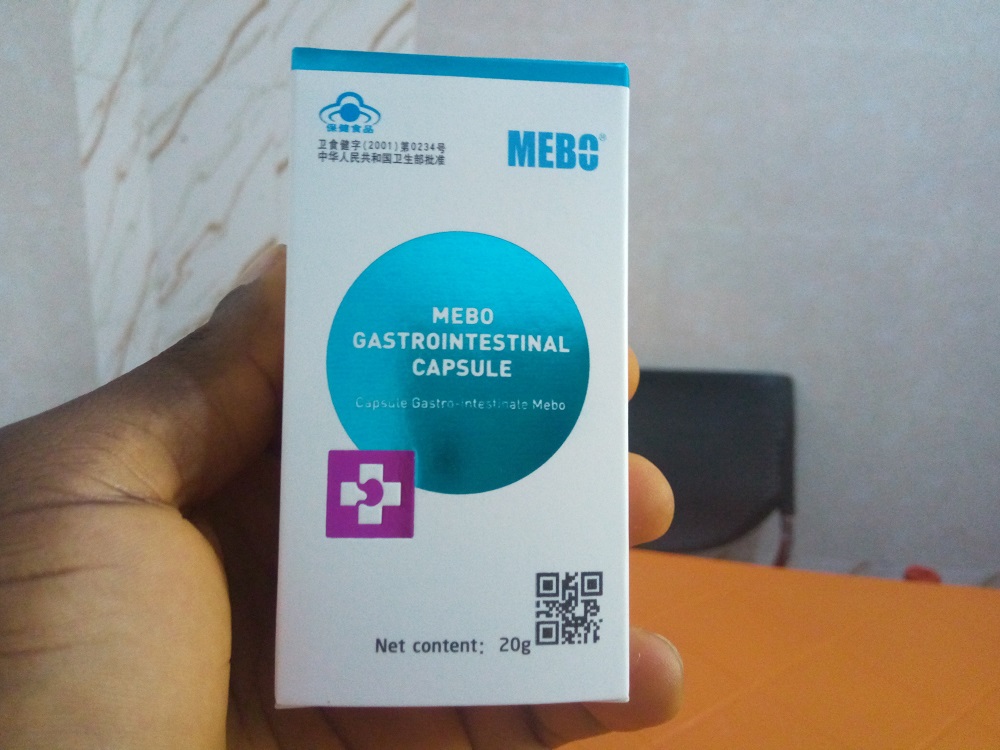 保健食品
卫食健字(2001)第0234号
中华人民共和国卫生部批准
MEBO®
MEBO
GASTROINTESTINAL
CAPSULE
Capsule Gastro-intestinale Mebo
Net content: 20g